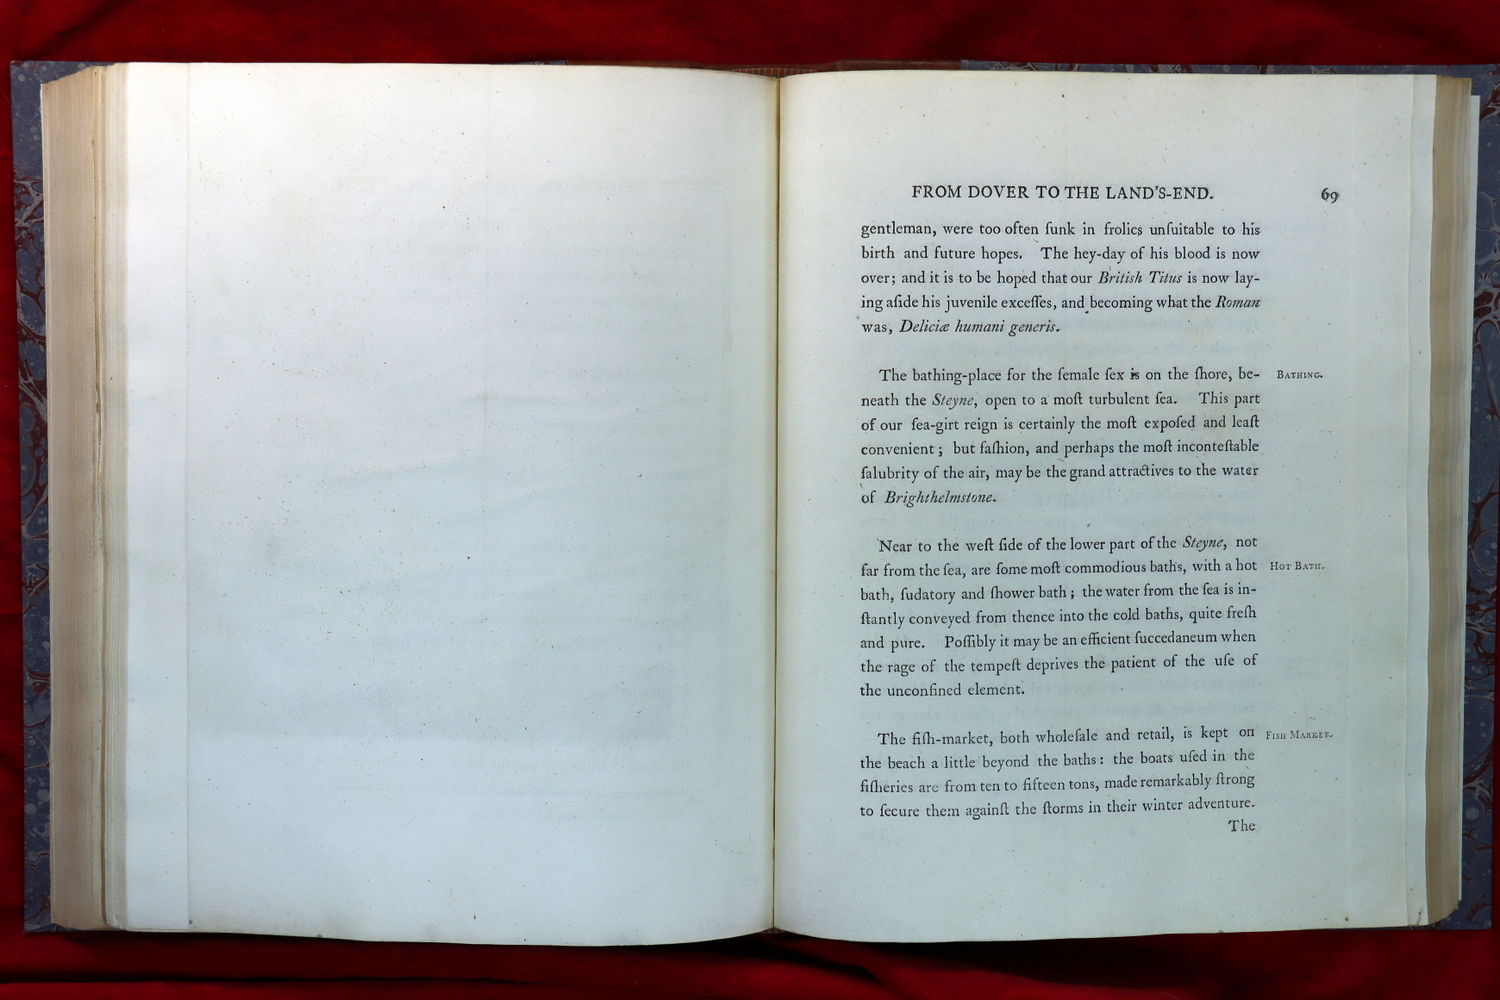 FROM DOVER TO THE LAND'S-END. 69
gentleman, were too often ſunk in frolics unſuitable to his
birth and future hopes. The hey-day of his blood is now
over; and it is to be hoped that our British Titus is now lay-
ing aſide his juvenile exceſſes, and becoming what the Roman
was, Deliciæ humani generis.
The bathing-place for the female ſex is on the ſhore, be- BATHING.
neath the Steyne, open to a moſt turbulent ſea. This part
of our ſea-girt reign is certainly the moſt expoſed and leaſt
convenient; but faſhion, and perhaps the moſt inconteſtable
ſalubrity of the air, may be the grand attractives to the water
of Brighthelmstone.
Near to the weſt ſide of the lower part of the Steyne, not
far from the ſea, are ſome moſt commodious baths, with a hot HOT BATH.
bath, ſudatory and ſhower bath; the water from the ſea is in-
ſtantly conveyed from thence into the cold baths, quite freſh
and pure. Poſſibly it may be an efficient ſuccedaneum when
the rage of the tempeſt deprives the patient of the uſe of
the unconfined element.
The fiſh-market, both wholeſale and retail, is kept on FISH MARKET.
the beach a little beyond the baths: the boats uſed in the
fiſheries are from ten to fifteen tons, made remarkably ſtrong
to ſecure them againſt the ſtorms in their winter adventure.
The